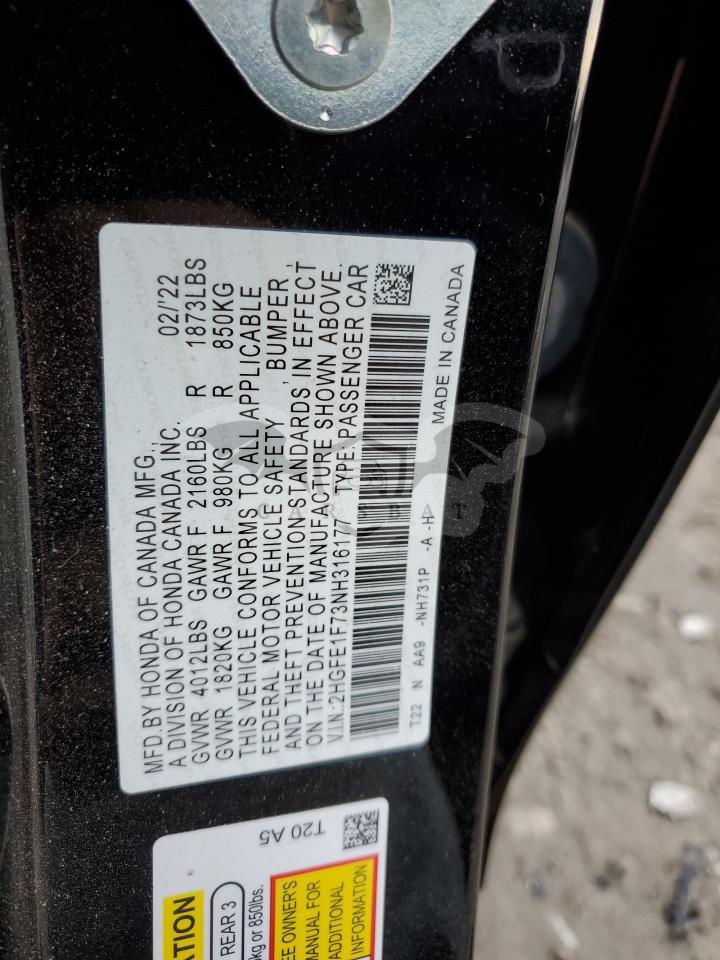 MFD.BY HONDA OF CANADA MFG., 02/'22
A DIVISION OF HONDA CANADA INC.
GVWR 4012LBS GAWR F 2160LBS R 1873LBS
GVWR 1820KG GAWR F 980KG R 850KG
THIS VEHICLE CONFORMS TO ALL APPLICABLE
FEDERAL MOTOR VEHICLE SAFETY, BUMPER,
AND THEFT PREVENTION STANDARDS IN EFFECT
ON THE DATE OF MANUFACTURE SHOWN ABOVE.
V.I.N.:2HGFE1F73NH316177 TYPE:PASSENGER CAR
T22 N AA9 -NH731P -A -H MADE IN CANADA
T20 A5
REAR 3
kg or 850lbs.
MANUAL FOR
ADDITIONAL
INFORMATION